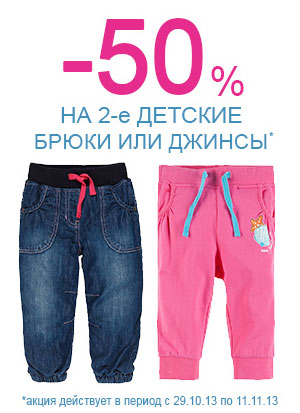 -50%
НА 2-е ДЕТСКИЕ
БРЮКИ ИЛИ ДЖИНСЫ*
*акция действует в период с 29.10.13 по 11.11.13